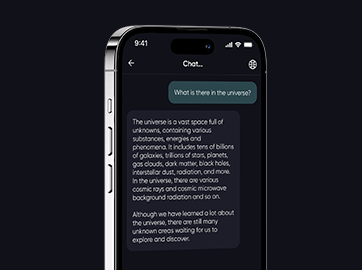 9:41
Chat...
What is there in the universe?
The universe is a vast space full of
unknowns, containing various
substances, energies and
phenomena. It includes tens of billions
of galaxies, trillions of stars, planets,
gas clouds, dark matter, black holes,
interstellar dust, radiation, and more.
In the universe, there are various
cosmic rays and cosmic microwave
background radiation and so on.
Although we have learned a lot about
the universe, there are still many
unknown areas waiting for us to
explore and discover.